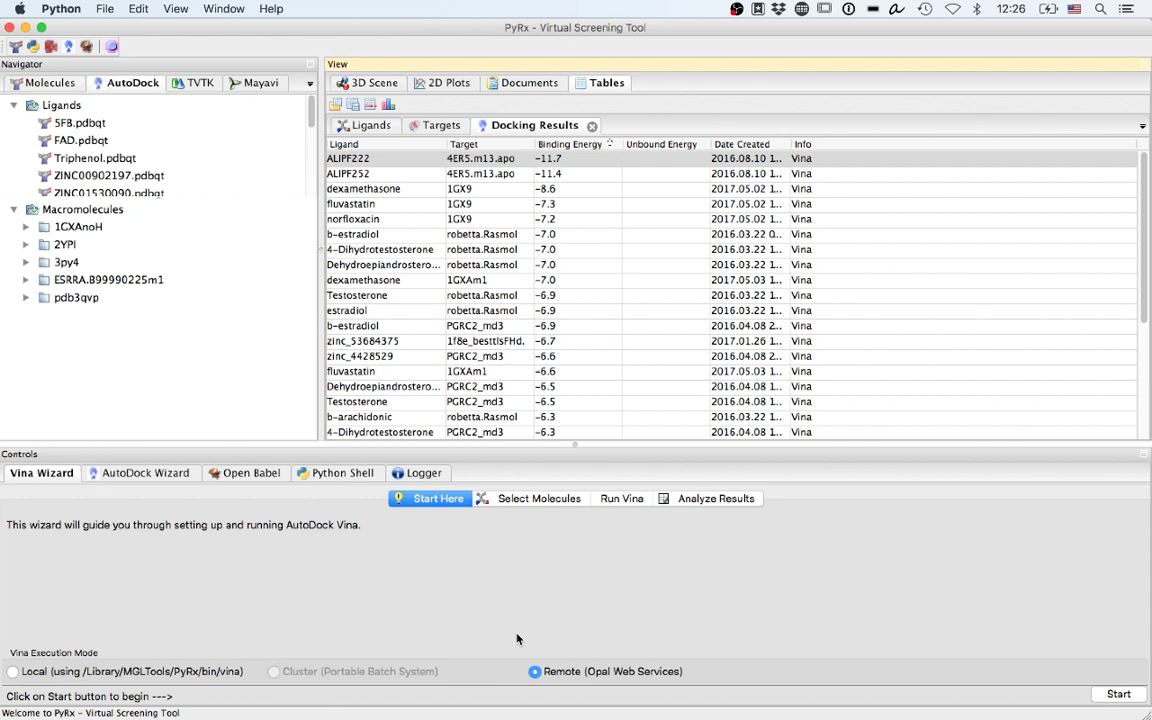 Python File Edit View Window Help 12:26
PyRx - Virtual Screening Tool
Navigator
Molecules AutoDock TVTK Mayavi
Ligands
5FB.pdbqt
FAD.pdbqt
Triphenol.pdbqt
ZINC00902197.pdbqt
ZINC01530090.pdbqt
Macromolecules
1GXAnoH
2YPI
3py4
ESRRA.B99990225m1
pdb3qvp
View
3D Scene 2D Plots Documents Tables
Ligands Targets Docking Results
Ligand Target Binding Energy Unbound Energy Date Created Info
ALIPF222 4ER5.m13.apo -11.7 2016.08.10 1... Vina
ALIPF252 4ER5.m13.apo -11.4 2016.08.10 1... Vina
dexamethasone 1GX9 -8.6 2017.05.02 1... Vina
fluvastatin 1GX9 -7.3 2017.05.02 1... Vina
norfloxacin 1GX9 -7.2 2017.05.02 1... Vina
b-estradiol robetta.Rasmol -7.0 2016.03.22 0... Vina
4-Dihydrotestosterone robetta.Rasmol -7.0 2016.03.22 1... Vina
Dehydroepiandrostero... robetta.Rasmol -7.0 2016.03.22 1... Vina
dexamethasone 1GXAm1 -7.0 2017.05.03 1... Vina
Testosterone robetta.Rasmol -6.9 2016.03.22 1... Vina
estradiol robetta.Rasmol -6.9 2016.03.22 1... Vina
b-estradiol PGRC2_md3 -6.9 2016.04.08 2... Vina
zinc_53684375 1f8e_besttlsFHd. -6.7 2017.01.26 1... Vina
zinc_4428529 PGRC2_md3 -6.6 2016.04.08 2... Vina
fluvastatin 1GXAm1 -6.6 2017.05.03 1... Vina
Dehydroepiandrostero... PGRC2_md3 -6.5 2016.04.08 1... Vina
Testosterone PGRC2_md3 -6.5 2016.04.08 1... Vina
b-arachidonic robetta.Rasmol -6.3 2016.03.22 1... Vina
4-Dihydrotestosterone PGRC2_md3 -6.3 2016.04.08 1... Vina
Controls
Vina Wizard AutoDock Wizard Open Babel Python Shell Logger
Start Here Select Molecules Run Vina Analyze Results
This wizard will guide you through setting up and running AutoDock Vina.
Vina Execution Mode
Local (using /Library/MGLTools/PyRx/bin/vina) Cluster (Portable Batch System) Remote (Opal Web Services)
Click on Start button to begin ---> Start
Welcome to PyRx - Virtual Screening Tool